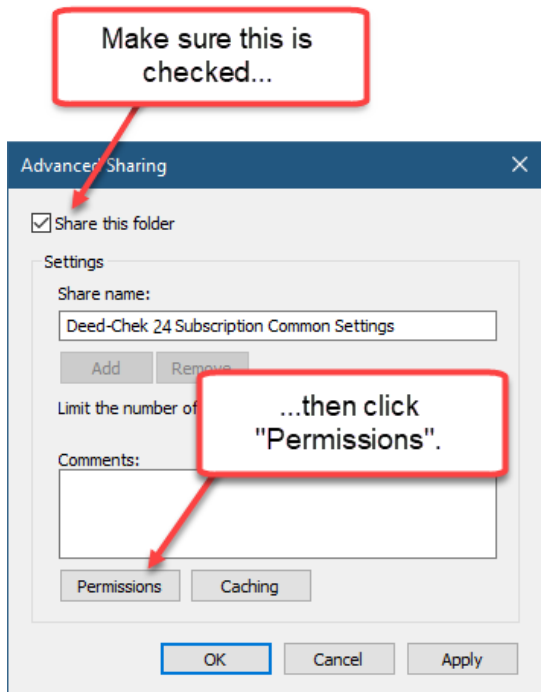 Make sure this is
checked...
Advanced Sharing
Share this folder
Settings
Share name:
Deed-Chek 24 Subscription Common Settings
Add
Remove
Limit the number of
...then click
"Permissions".
Comments:
Permissions
Caching
OK
Cancel
Apply